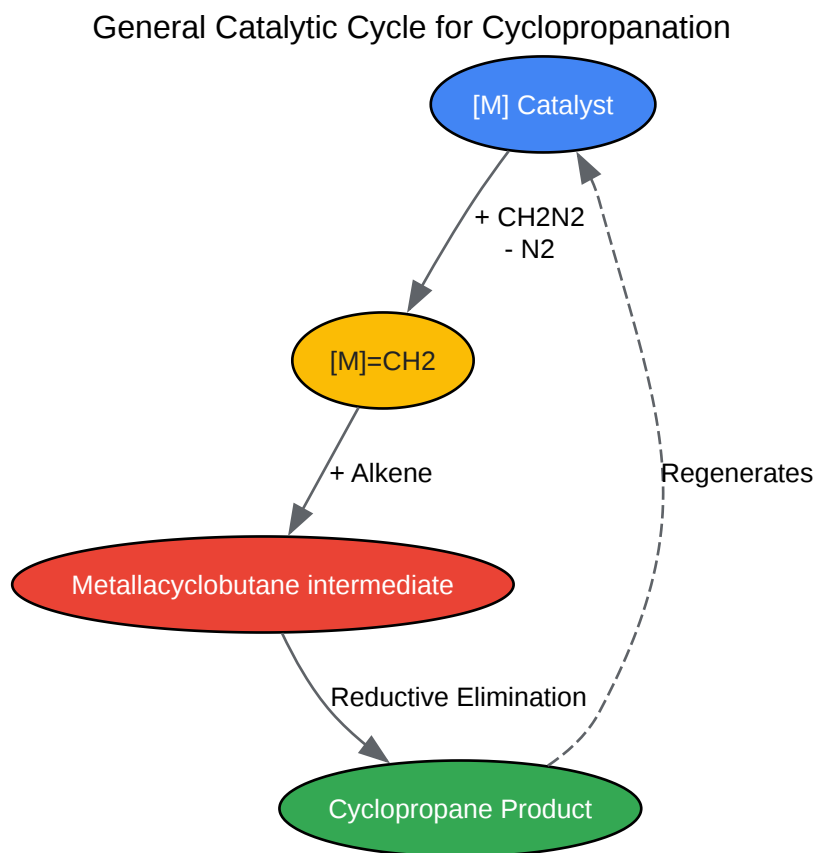 General Catalytic Cycle for Cyclopropanation
[M] Catalyst
+ CH2N2
- N2
[M]=CH2
+ Alkene
Regenerates
Metallacyclobutane intermediate
Reductive Elimination
Cyclopropane Product